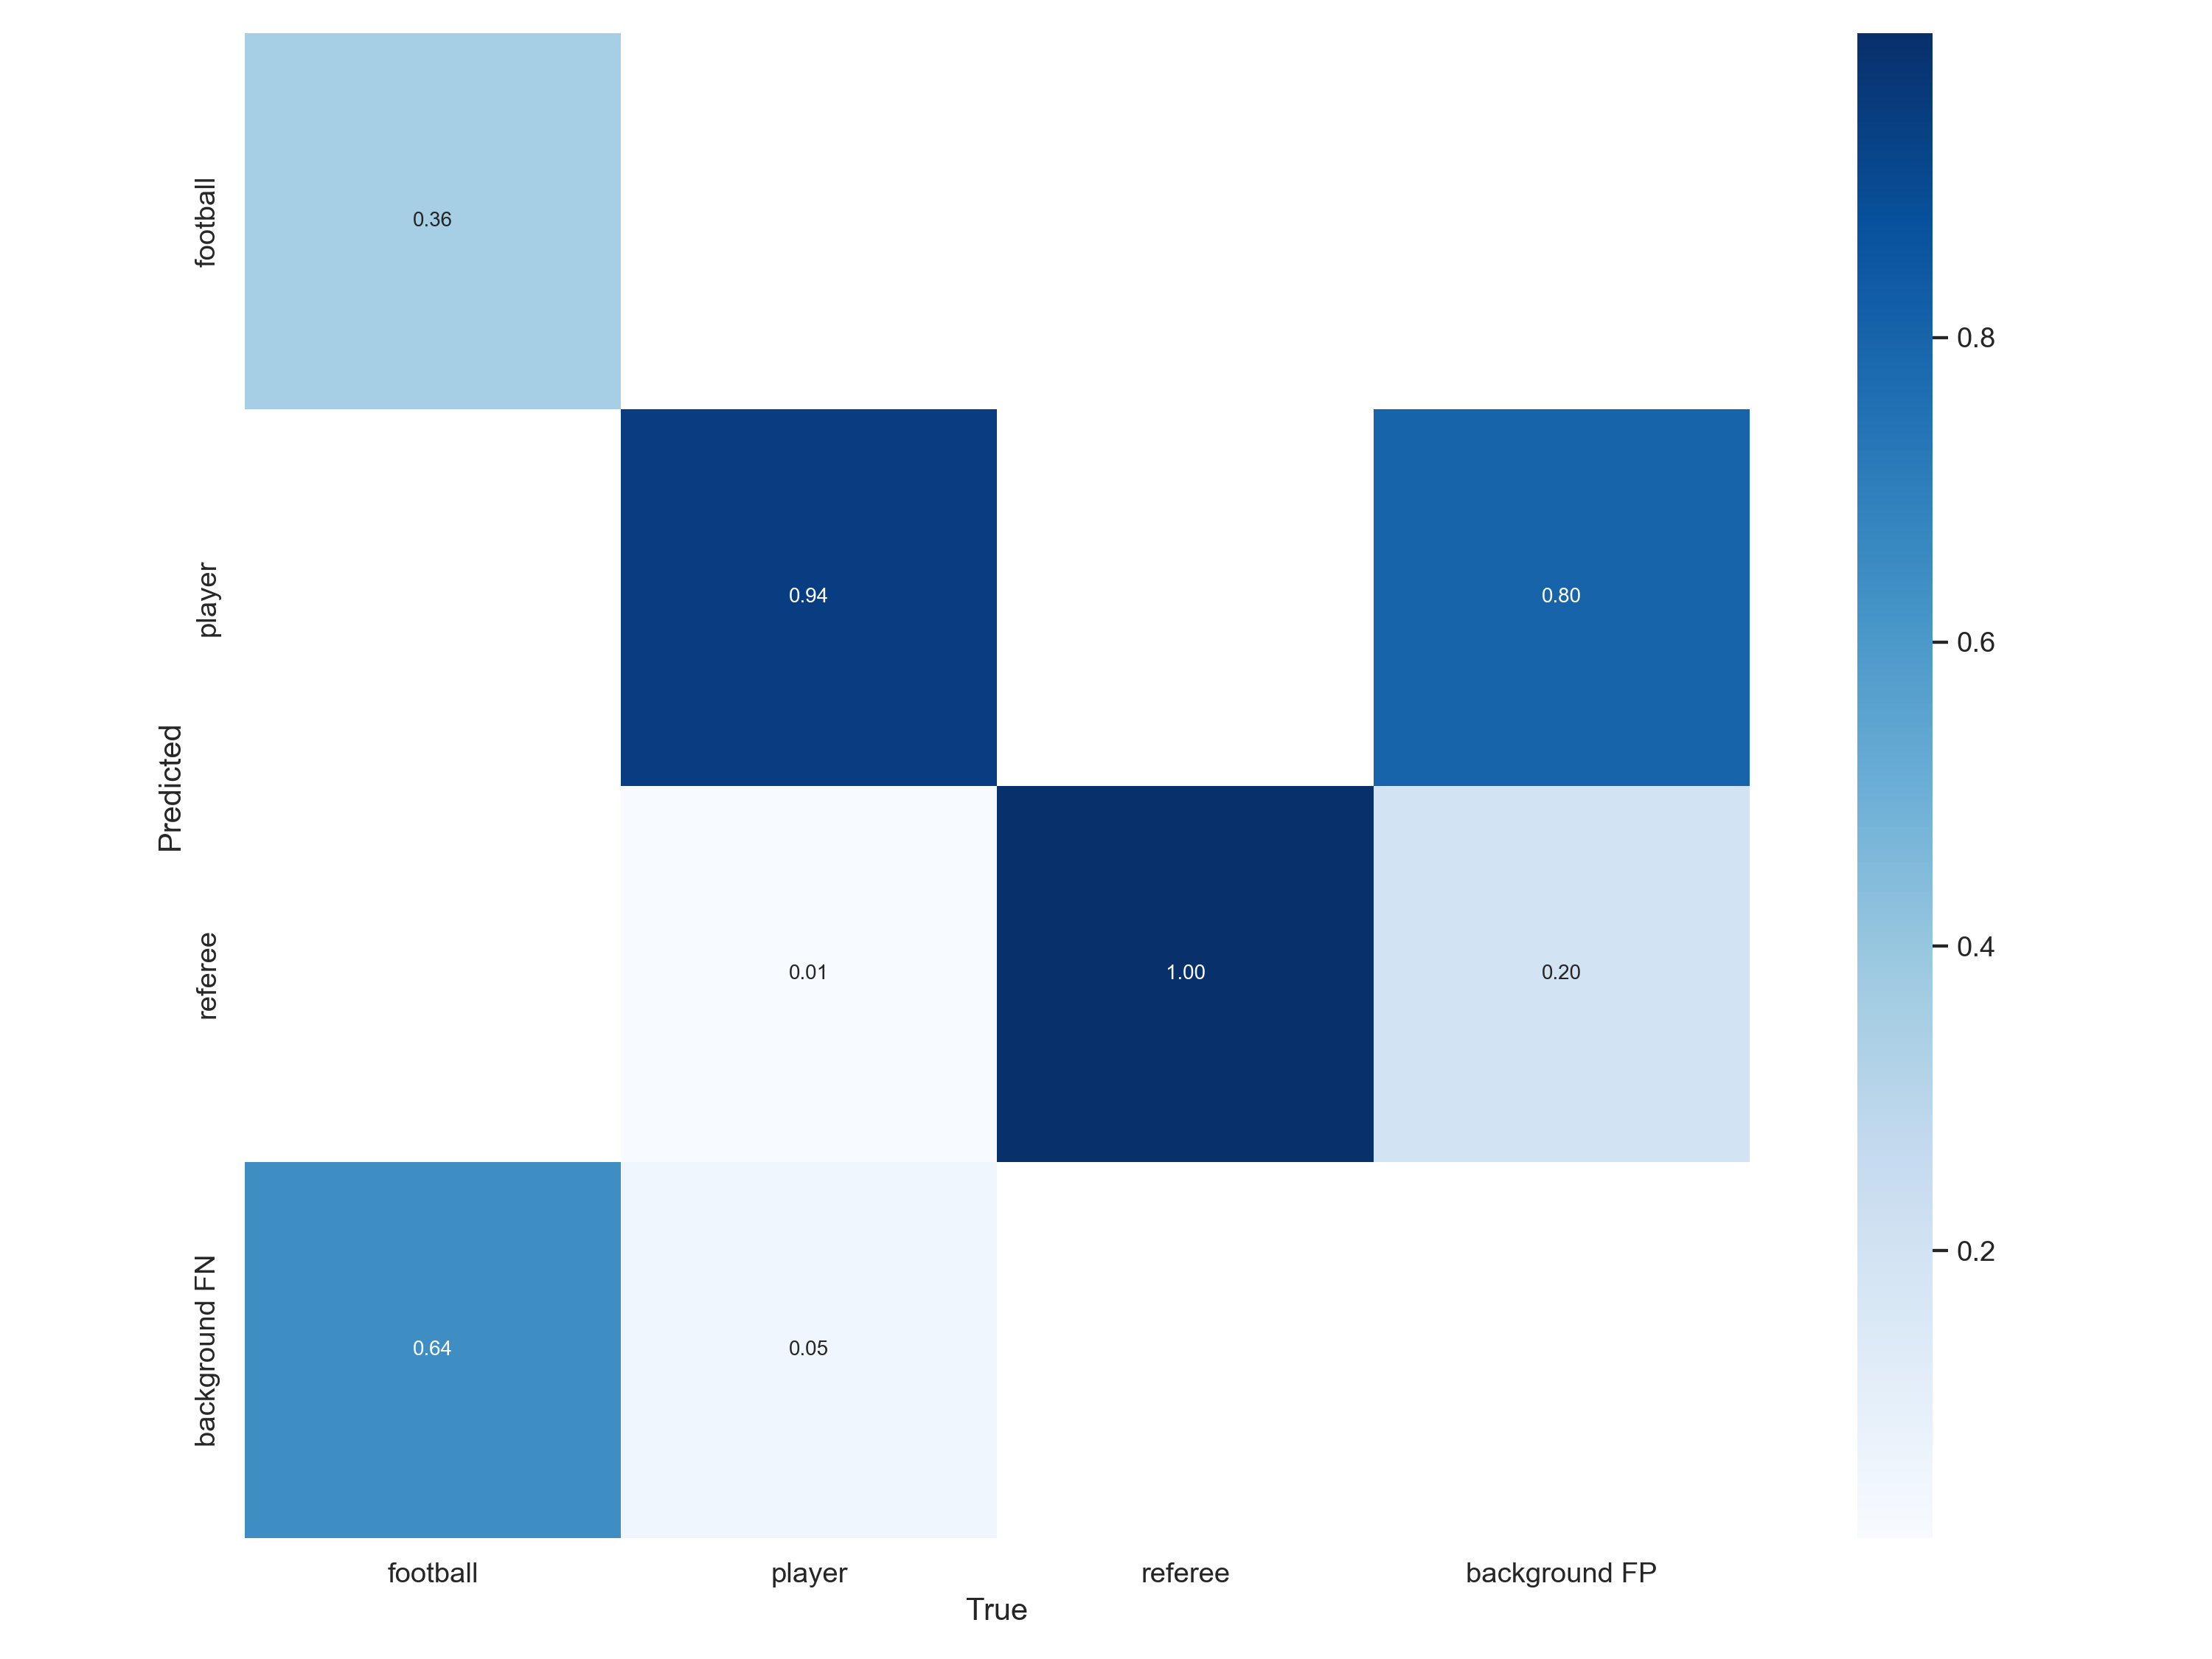 football
0.36
player
0.94
0.80
Predicted
referee
0.01
1.00
0.20
background FN
0.64
0.05
football
player
referee
background FP
True
0.8
0.6
0.4
0.2